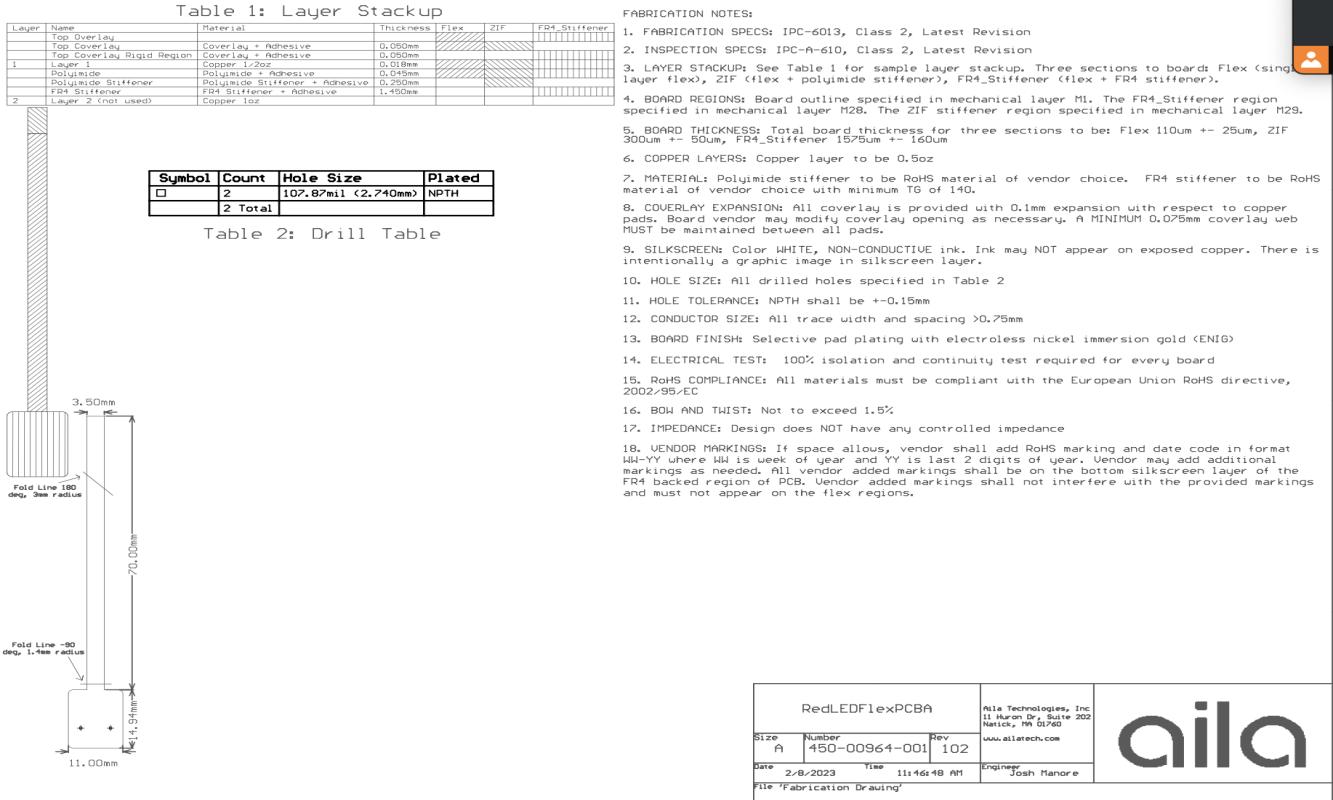 Table 1: Layer Stackup
Layer Name Material Thickness Flex ZIF FR4_Stiffener
Top Overlay
Top Coverlay Coverlay + Adhesive 0.050mm
Top Coverlay Rigid Region Coverlay + Adhesive 0.050mm
1 Layer 1 Copper 1/2oz 0.018mm
Polyimide Polyimide + Adhesive 0.045mm
Polyimide Stiffener Polyimide Stiffener + Adhesive 0.250mm
FR4 Stiffener FR4 Stiffener + Adhesive 1.450mm
2 Layer 2 (not used) Copper 1oz
Symbol Count Hole Size Plated
2 107.87mil (2.740mm) NPTH
2 Total
Table 2: Drill Table
3.50mm
Fold Line 180
deg, 3mm radius
70.00mm
Fold Line -90
deg, 1.4mm radius
14.94mm
11.00mm
FABRICATION NOTES:
1. FABRICATION SPECS: IPC-6013, Class 2, Latest Revision
2. INSPECTION SPECS: IPC-A-610, Class 2, Latest Revision
3. LAYER STACKUP: See Table 1 for sample layer stackup. Three sections to board: Flex
layer flex), ZIF (flex + polyimide stiffener), FR4_Stiffener (flex + FR4 stiffener).
4. BOARD REGIONS: Board outline specified in mechanical layer M1. The FR4_Stiffener region
specified in mechanical layer M28. The ZIF stiffener region specified in mechanical layer M29.
5. BOARD THICKNESS: Total board thickness for three sections to be: Flex 110um +- 25um, ZIF
300um +- 50um, FR4_Stiffener 1575um +- 160um
6. COPPER LAYERS: Copper layer to be 0.5oz
7. MATERIAL: Polyimide stiffener to be RoHS material of vendor choice. FR4 stiffener to be RoHS
material of vendor choice with minimum TG of 140.
8. COVERLAY EXPANSION: All coverlay is provided with 0.1mm expansion with respect to copper
pads. Board vendor may modify coverlay opening as necessary. A MINIMUM 0.075mm coverlay web
MUST be maintained between all pads.
9. SILKSCREEN: Color WHITE, NON-CONDUCTIVE ink. Ink may NOT appear on exposed copper. There is
intentionally a graphic image in silkscreen layer.
10. HOLE SIZE: All drilled holes specified in Table 2
11. HOLE TOLERANCE: NPTH shall be +-0.15mm
12. CONDUCTOR SIZE: All trace width and spacing >0.75mm
13. BOARD FINISH: Selective pad plating with electroless nickel immersion gold (ENIG)
14. ELECTRICAL TEST: 100% isolation and continuity test required for every board
15. RoHS COMPLIANCE: All materials must be compliant with the European Union RoHS directive,
2002/95/EC
16. BOW AND TWIST: Not to exceed 1.5%
17. IMPEDANCE: Design does NOT have any controlled impedance
18. VENDOR MARKINGS: If space allows, vendor shall add RoHS marking and date code in format
WW-YY where WW is week of year and YY is last 2 digits of year. Vendor may add additional
markings as needed. All vendor added markings shall be on the bottom silkscreen layer of the
FR4 backed region of PCB. Vendor added markings shall not interfere with the provided markings
and must not appear on the flex regions.
RedLEDFlexPCBA
Aila Technologies, Inc
11 Huron Dr, Suite 202
Natick, MA 01760
www.ailatech.com
Size Number Rev
A 450-00964-001 102
Date Time Engineer
2/8/2023 11:46:48 AM Josh Manore
File 'Fabrication Drawing'
aila